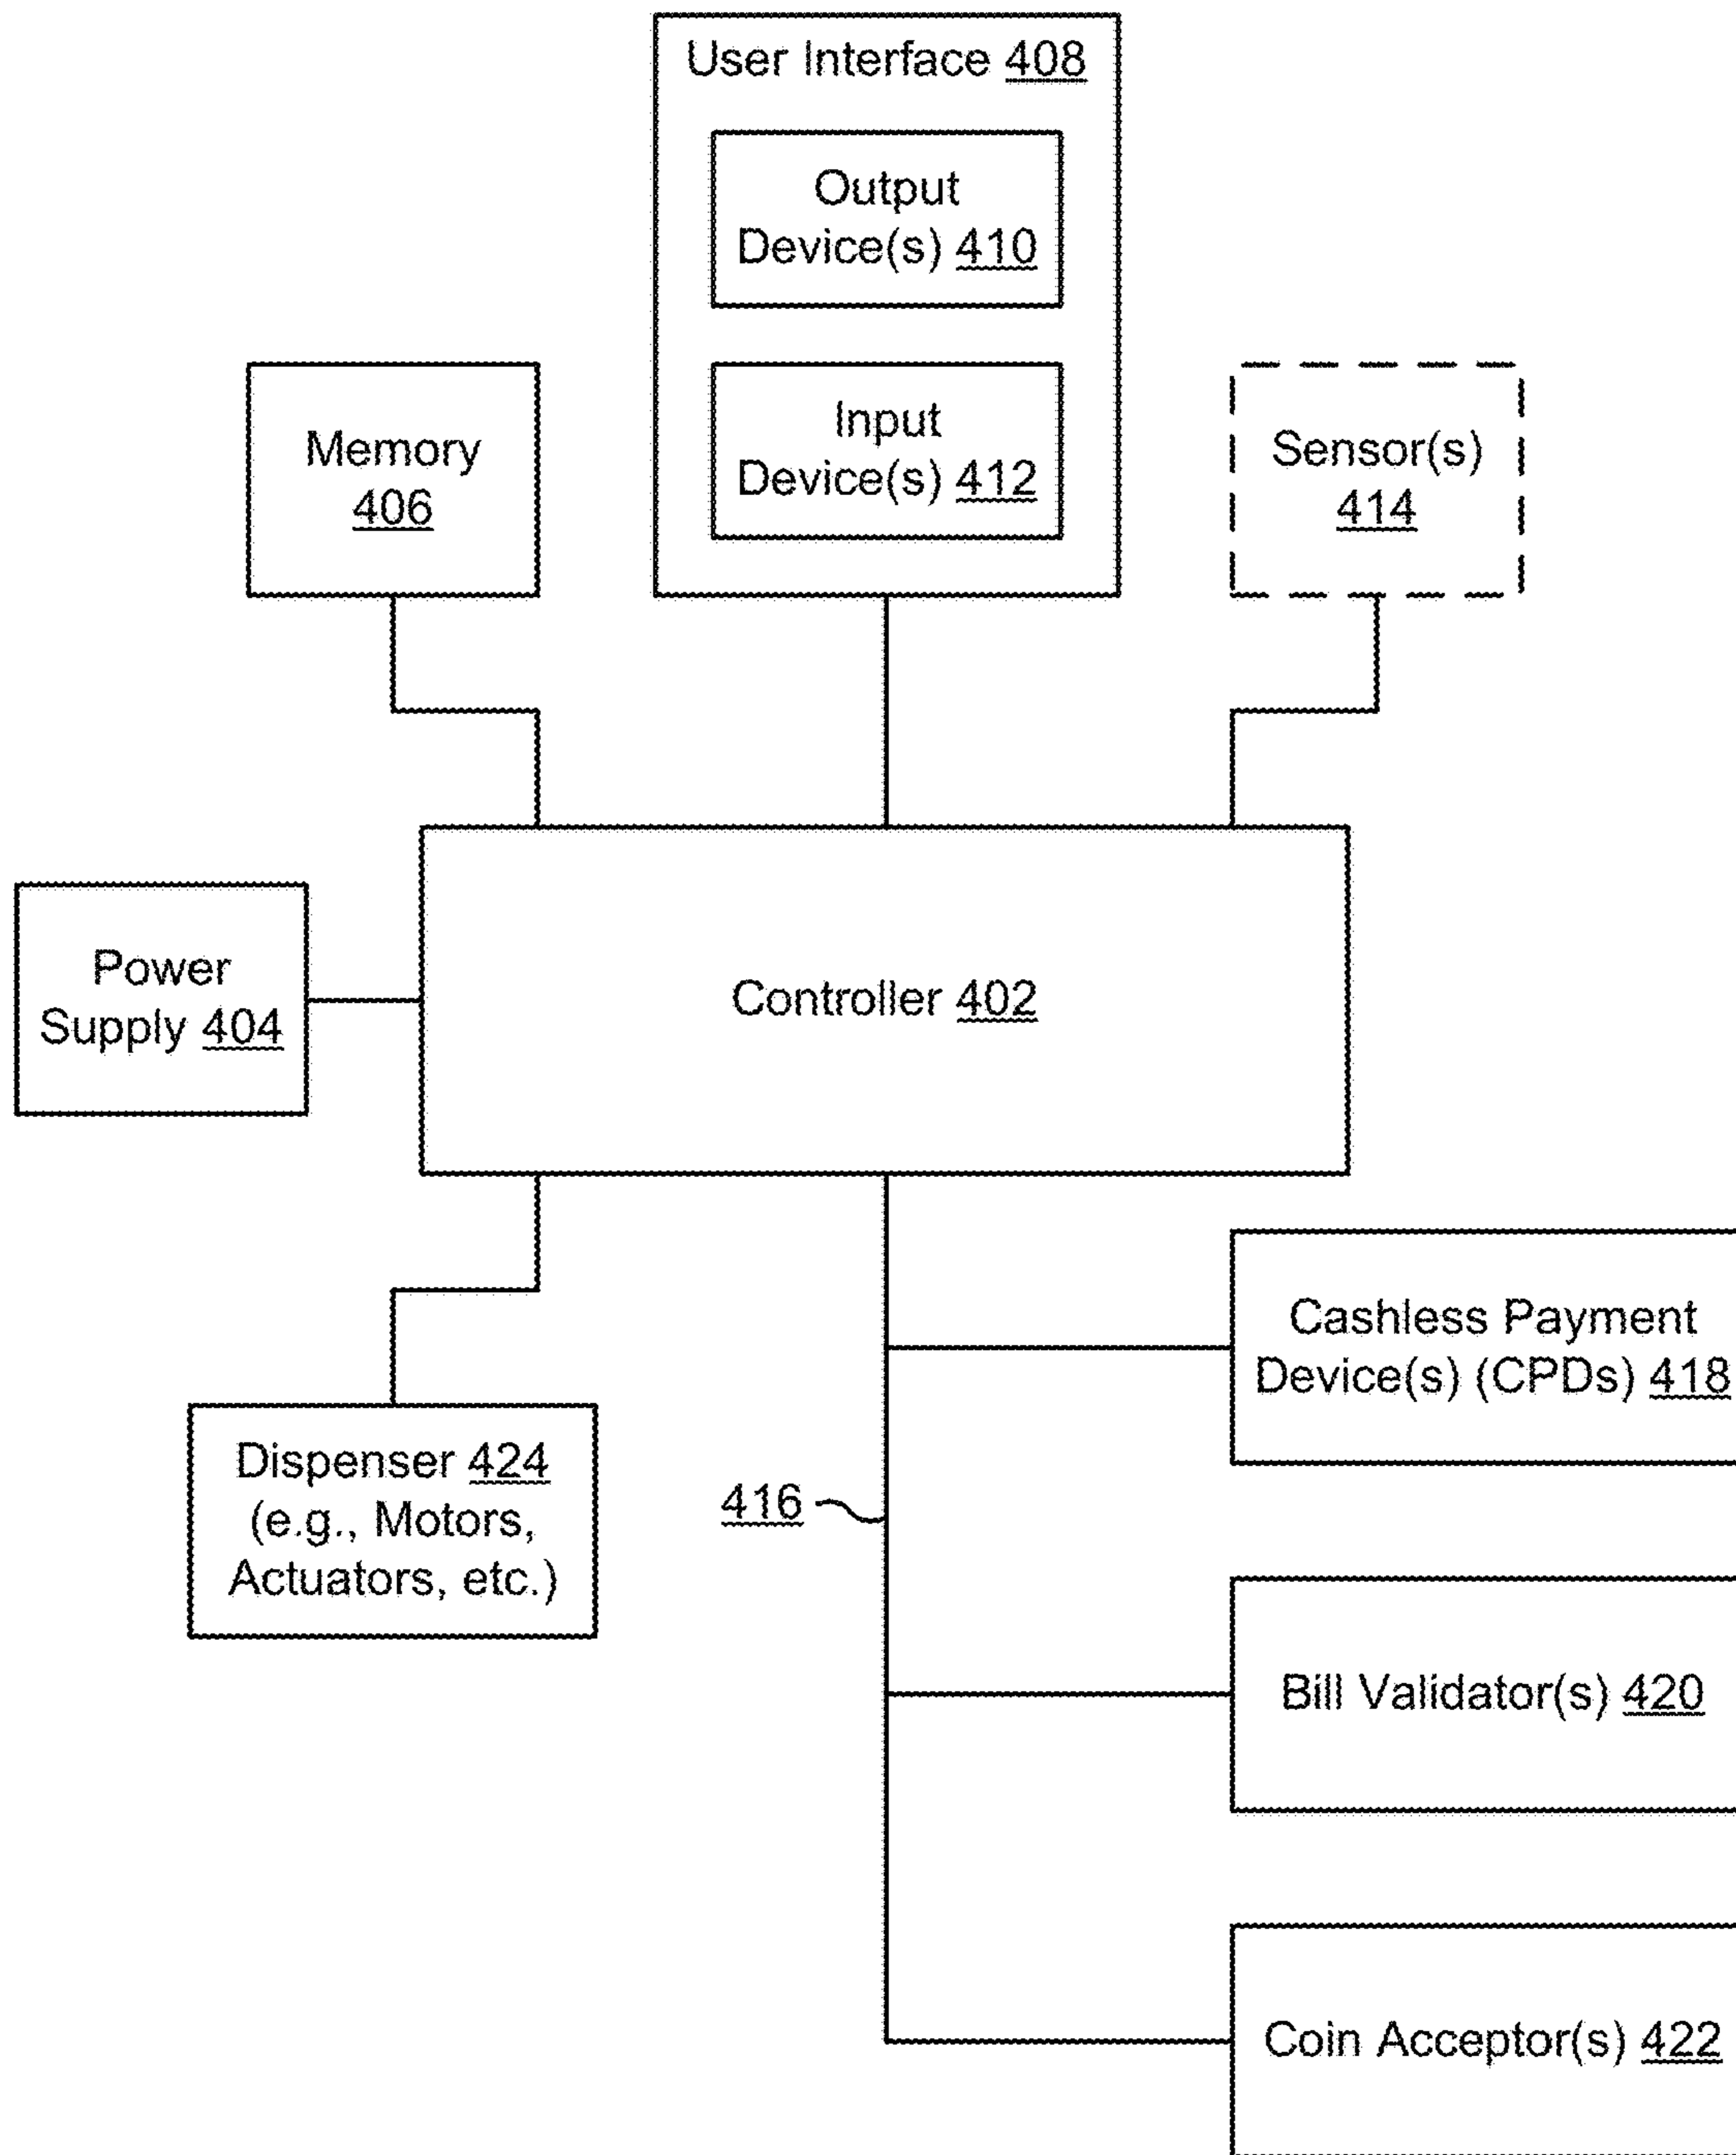 User Interface 408
Output
Device(s) 410
Input
Device(s) 412
Memory
406
Sensor(s)
414
Power
Supply 404
Controller 402
Cashless Payment
Device(s) (CPDs) 418
Dispenser 424
(e.g., Motors,
Actuators, etc.)
416
Bill Validator(s) 420
Coin Acceptor(s) 422